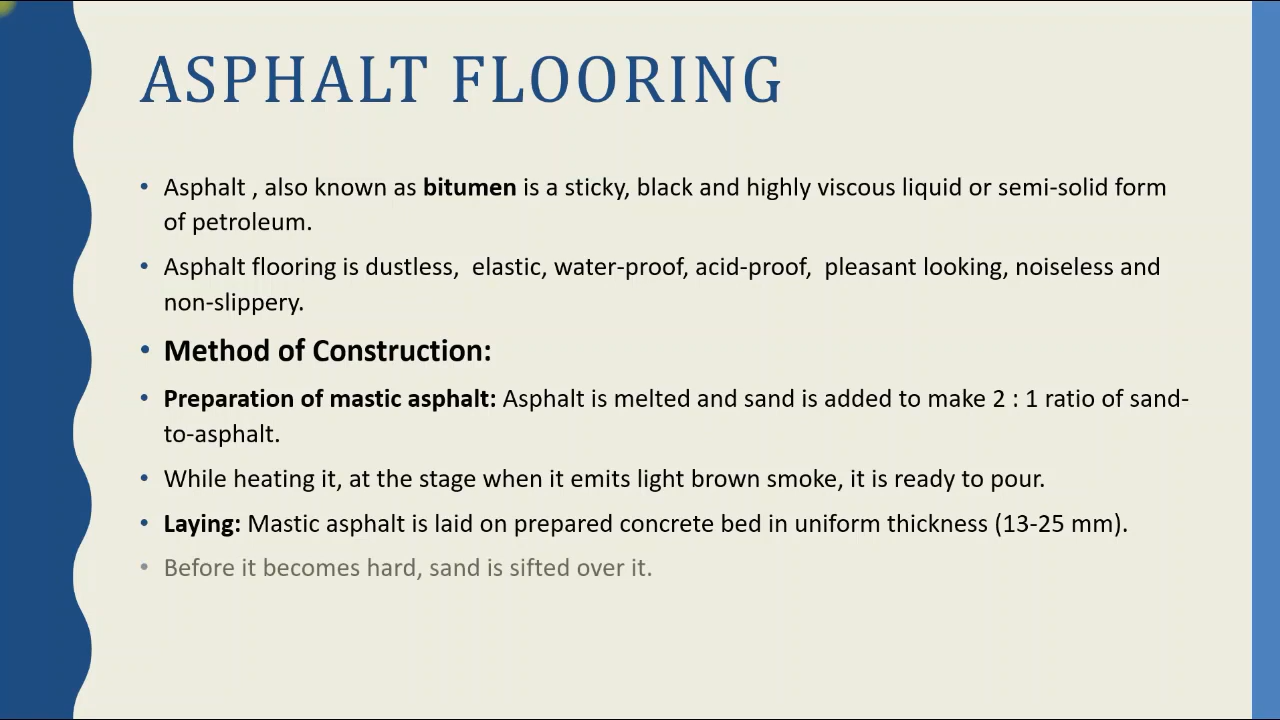 ASPHALT FLOORING
• Asphalt , also known as bitumen is a sticky, black and highly viscous liquid or semi-solid form
of petroleum.
• Asphalt flooring is dustless,  elastic, water-proof, acid-proof,  pleasant looking, noiseless and
non-slippery.
• Method of Construction:
• Preparation of mastic asphalt: Asphalt is melted and sand is added to make 2 : 1 ratio of sand-
to-asphalt.
• While heating it, at the stage when it emits light brown smoke, it is ready to pour.
• Laying: Mastic asphalt is laid on prepared concrete bed in uniform thickness (13-25 mm).
• Before it becomes hard, sand is sifted over it.